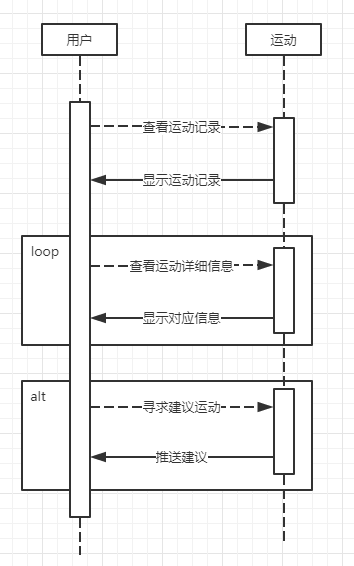 用户
运动
查看运动记录
显示运动记录
loop
查看运动详细信息
显示对应信息
alt
寻求建议运动
推送建议